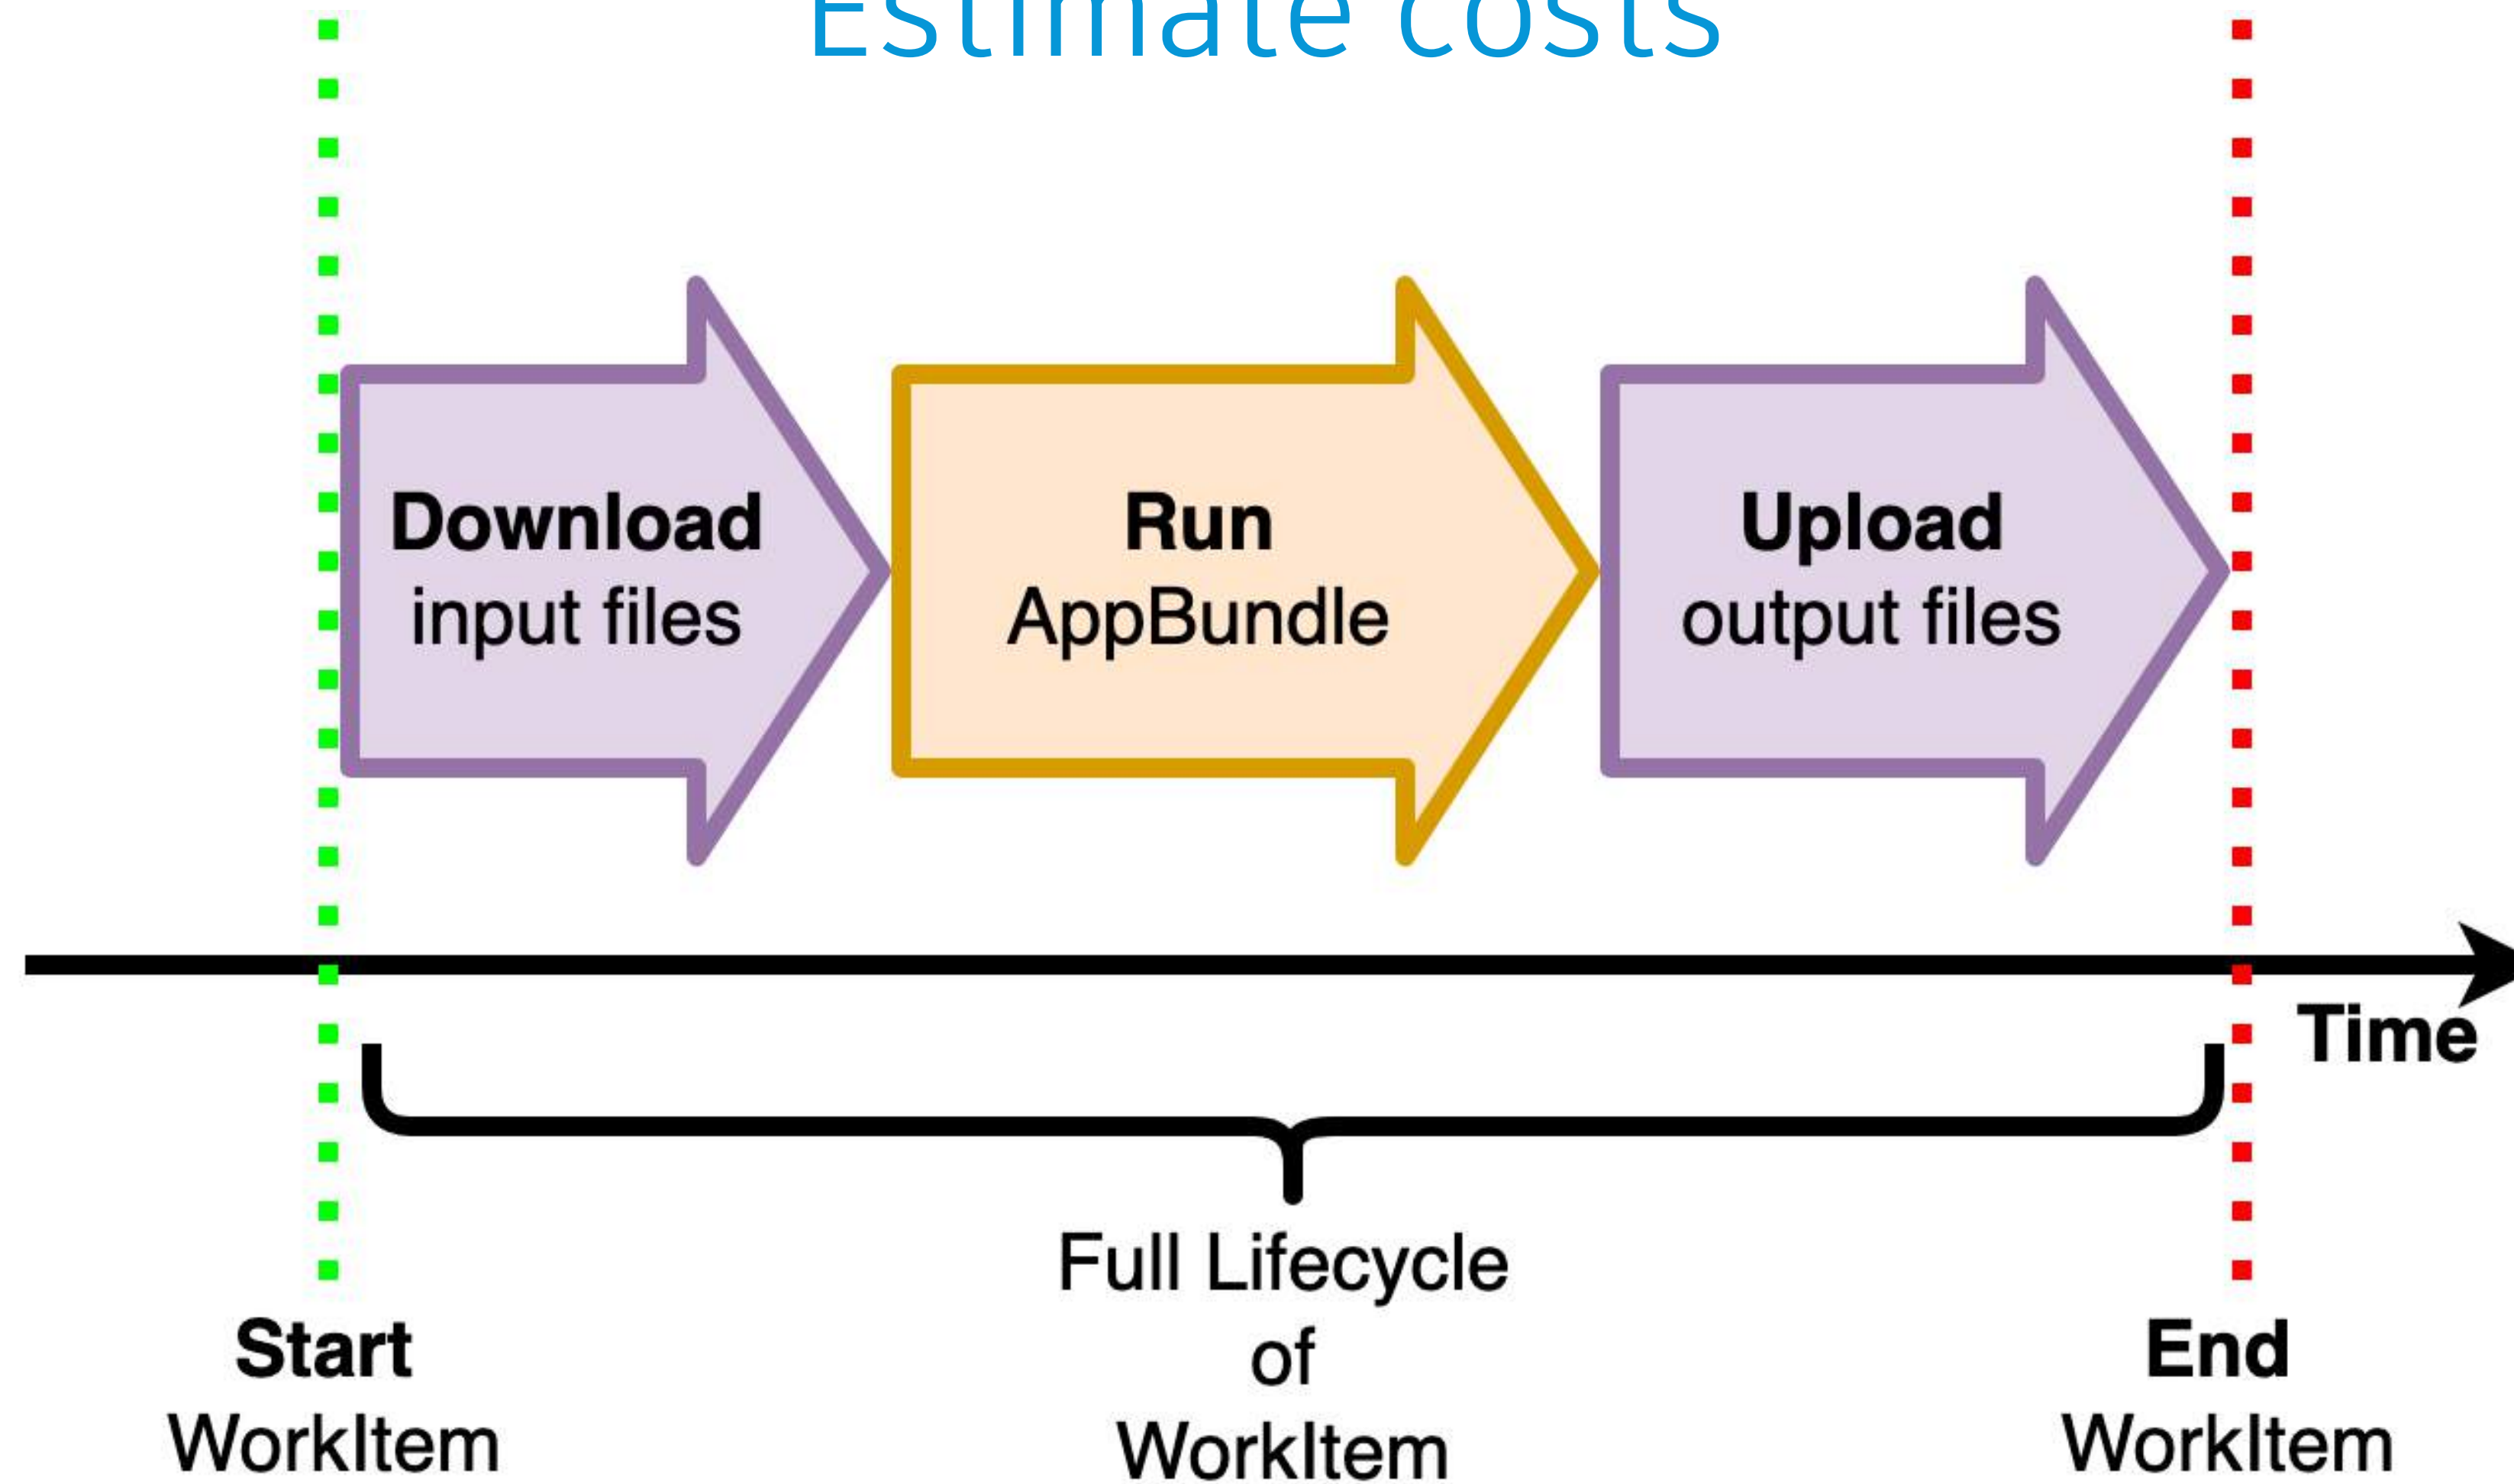 Estimate costs
Download
input files
Run
AppBundle
Upload
output files
Time
Full Lifecycle
of
WorkItem
Start
WorkItem
End
WorkItem